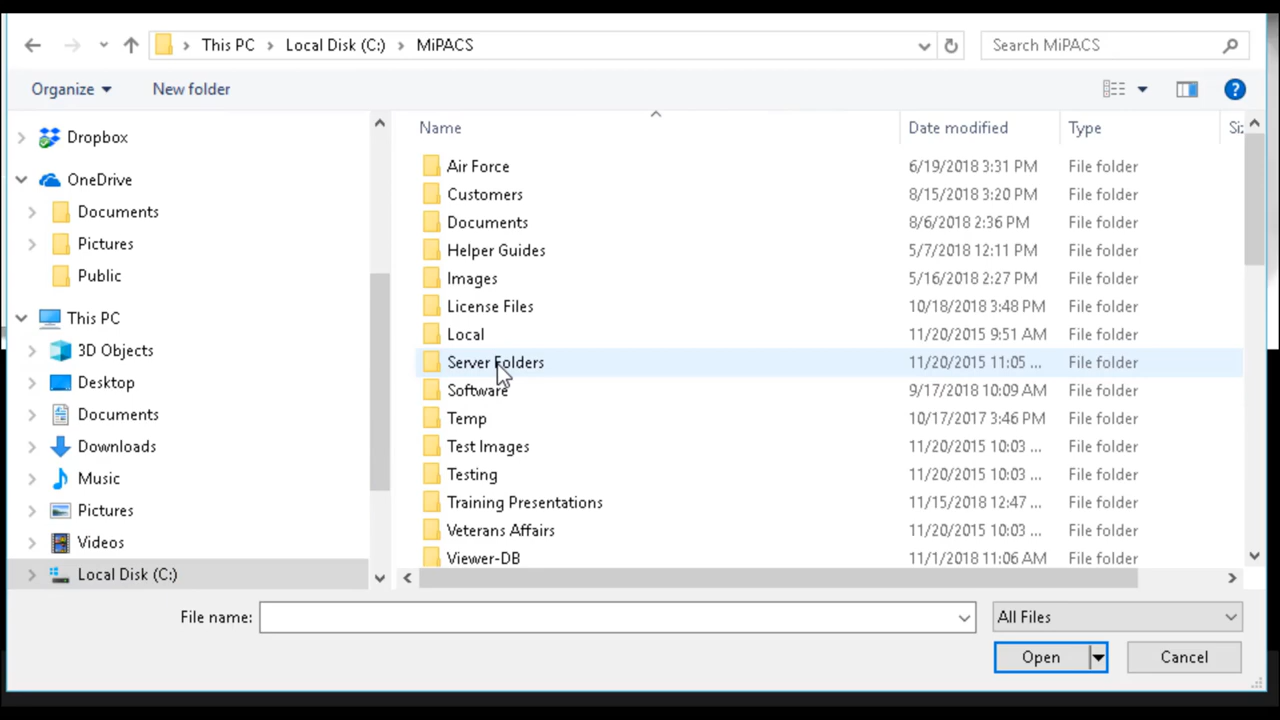 This PC > Local Disk (C:) > MiPACS
Search MiPACS
Organize
New folder
Name
Date modified
Type
Siz
Dropbox
OneDrive
Documents
Pictures
Public
This PC
3D Objects
Desktop
Documents
Downloads
Music
Pictures
Videos
Local Disk (C:)
Air Force 6/19/2018 3:31 PM File folder
Customers 8/15/2018 3:20 PM File folder
Documents 8/6/2018 2:36 PM File folder
Helper Guides 5/7/2018 12:11 PM File folder
Images 5/16/2018 2:27 PM File folder
License Files 10/18/2018 3:48 PM File folder
Local 11/20/2015 9:51 AM File folder
Server Folders 11/20/2015 11:05 ... File folder
Software 9/17/2018 10:09 AM File folder
Temp 10/17/2017 3:46 PM File folder
Test Images 11/20/2015 10:03 ... File folder
Testing 11/20/2015 10:03 ... File folder
Training Presentations 11/15/2018 12:47 ... File folder
Veterans Affairs 11/20/2015 10:03 ... File folder
Viewer-DB 11/1/2018 11:06 AM File folder
File name:
All Files
Open
Cancel